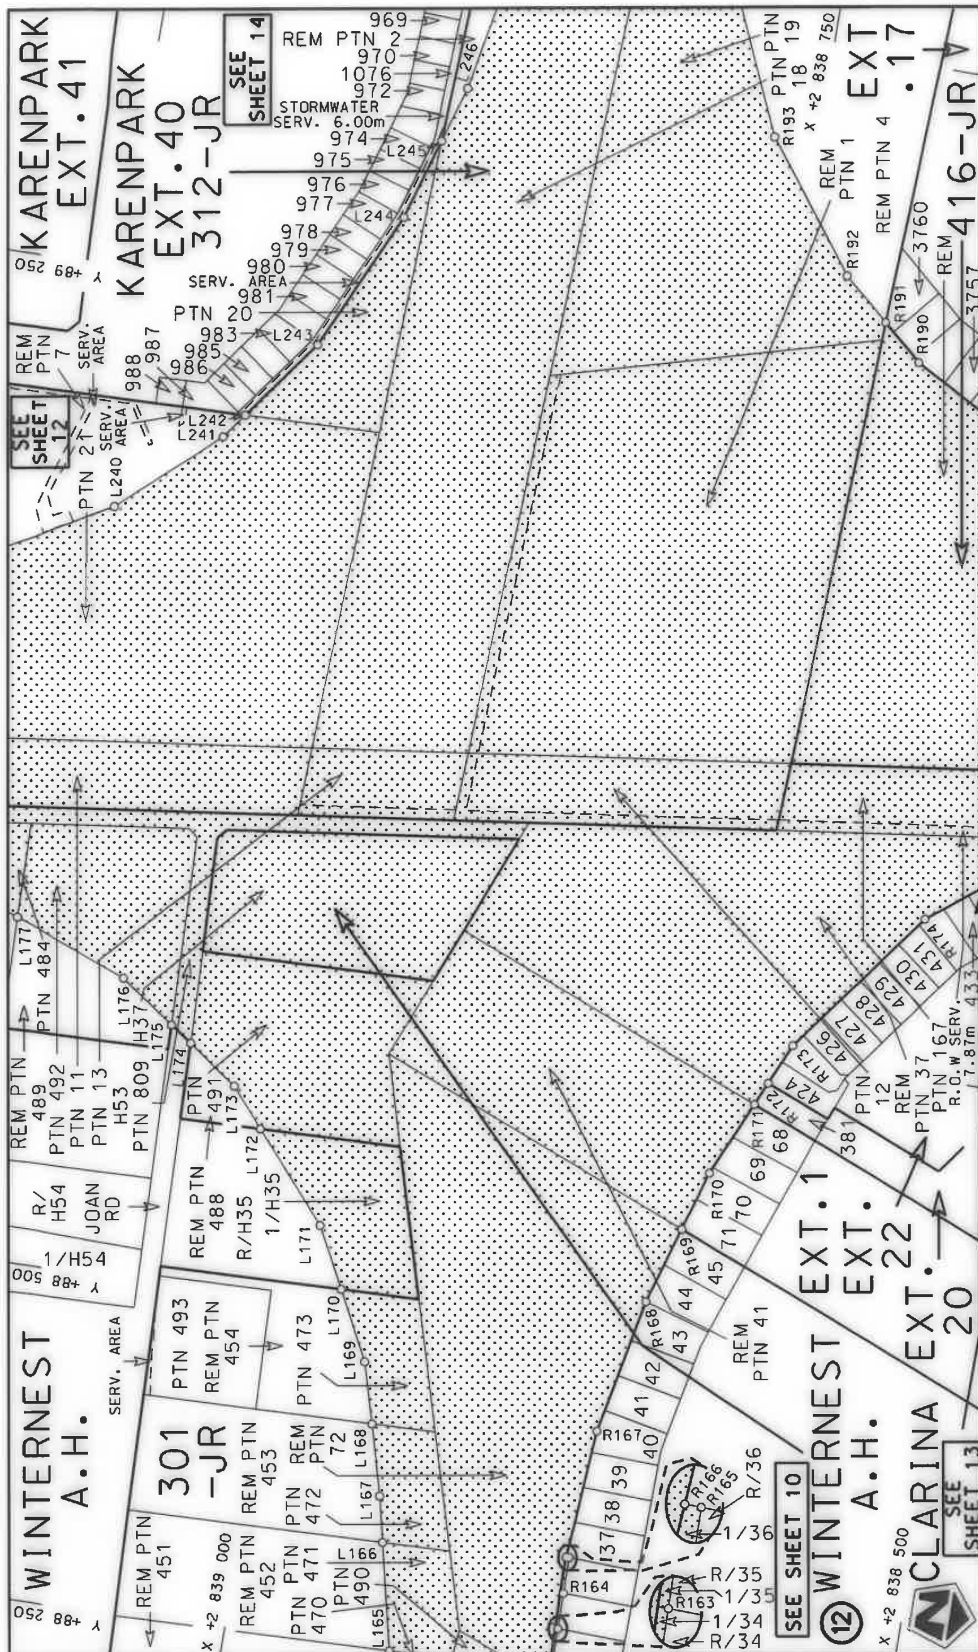 KARENPARK
EXT.41
KARENPARK
EXT.40
312-JR
SEE
SHEET 14
969
REM PTN 2
970
1076
972
STORMWATER
SERV. 6.00m
974
975
976
977
978
979
980
SERV. AREA
981
PTN 20
983
985
986
987
988
L246
L245
L244
L243
L242
L241
L240
Y +89 250
REM
PTN
7
SERV.
AREA
SEE
SHEET
12
PTN 21
SERV.
AREA
PTN
18
PTN
19
X +2 838 750
R193
REM
PTN 1
REM PTN 4
EXT
.17
R192
R191
R190
3760
REM
416-JR
3757
REM PTN
489
PTN 484
PTN 492
PTN 11
PTN 13
H53
PTN 809
L177
L176
H37
L175
L174
PTN
491
L173
L172
L171
L170
L169
L168
L167
L166
L165
R/
H54
JOAN
RD
1/H54
Y +88 500
REM PTN
488
R/H35
1/H35
WINTERNEST
A.H.
SERV. AREA
PTN 493
REM PTN
454
PTN 473
301
-JR
REM PTN
453
REM
PTN
72
PTN
472
REM PTN
451
REM PTN
452
PTN
471
PTN
470
PTN
490
X +2 839 000
Y +88 250
R174
431
430
429
428
427
426
R173
424
R172
R171
68
69
R170
70
71
R169
45
44
R168
43
42
41
R167
40
39
38
37
R164
381
PTN
12
REM
PTN 37
PTN 167
R.O.W SERV.
7.87m
REM
PTN 41
R166
R165
R/36
1/36
R/35
1/35
R163
1/34
R/34
SEE SHEET 10
12
WINTERNEST
A.H.
EXT.1
EXT.
CLARINA EXT.22
20
SEE
SHEET 13
X +2 838 500
N